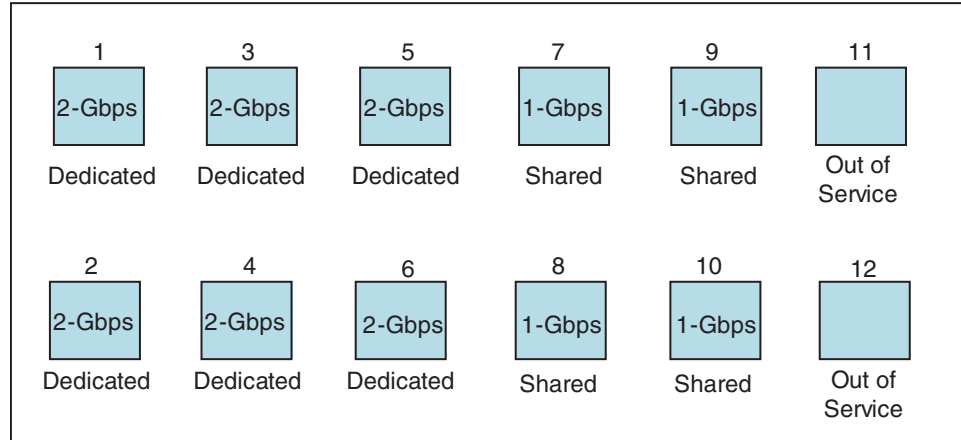 1 3 5 7 9 11
2-Gbps 2-Gbps 2-Gbps 1-Gbps 1-Gbps
Dedicated Dedicated Dedicated Shared Shared Out of
Service
2 4 6 8 10 12
2-Gbps 2-Gbps 2-Gbps 1-Gbps 1-Gbps
Dedicated Dedicated Dedicated Shared Shared Out of
Service